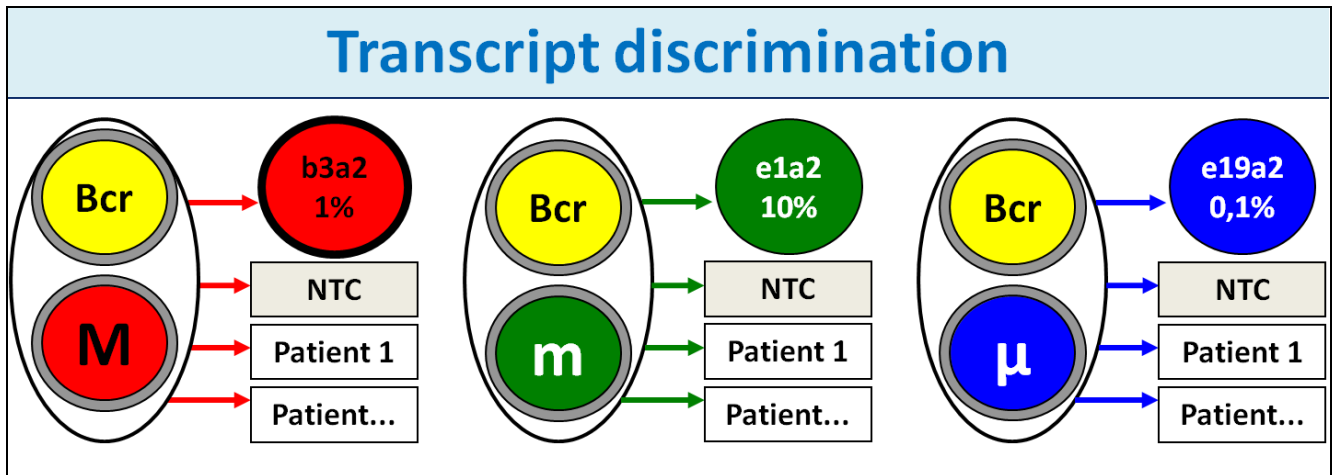 Transcript discrimination
Bcr
M
b3a2
1%
NTC
Patient 1
Patient...
Bcr
m
e1a2
10%
NTC
Patient 1
Patient...
Bcr
µ
e19a2
0,1%
NTC
Patient 1
Patient...